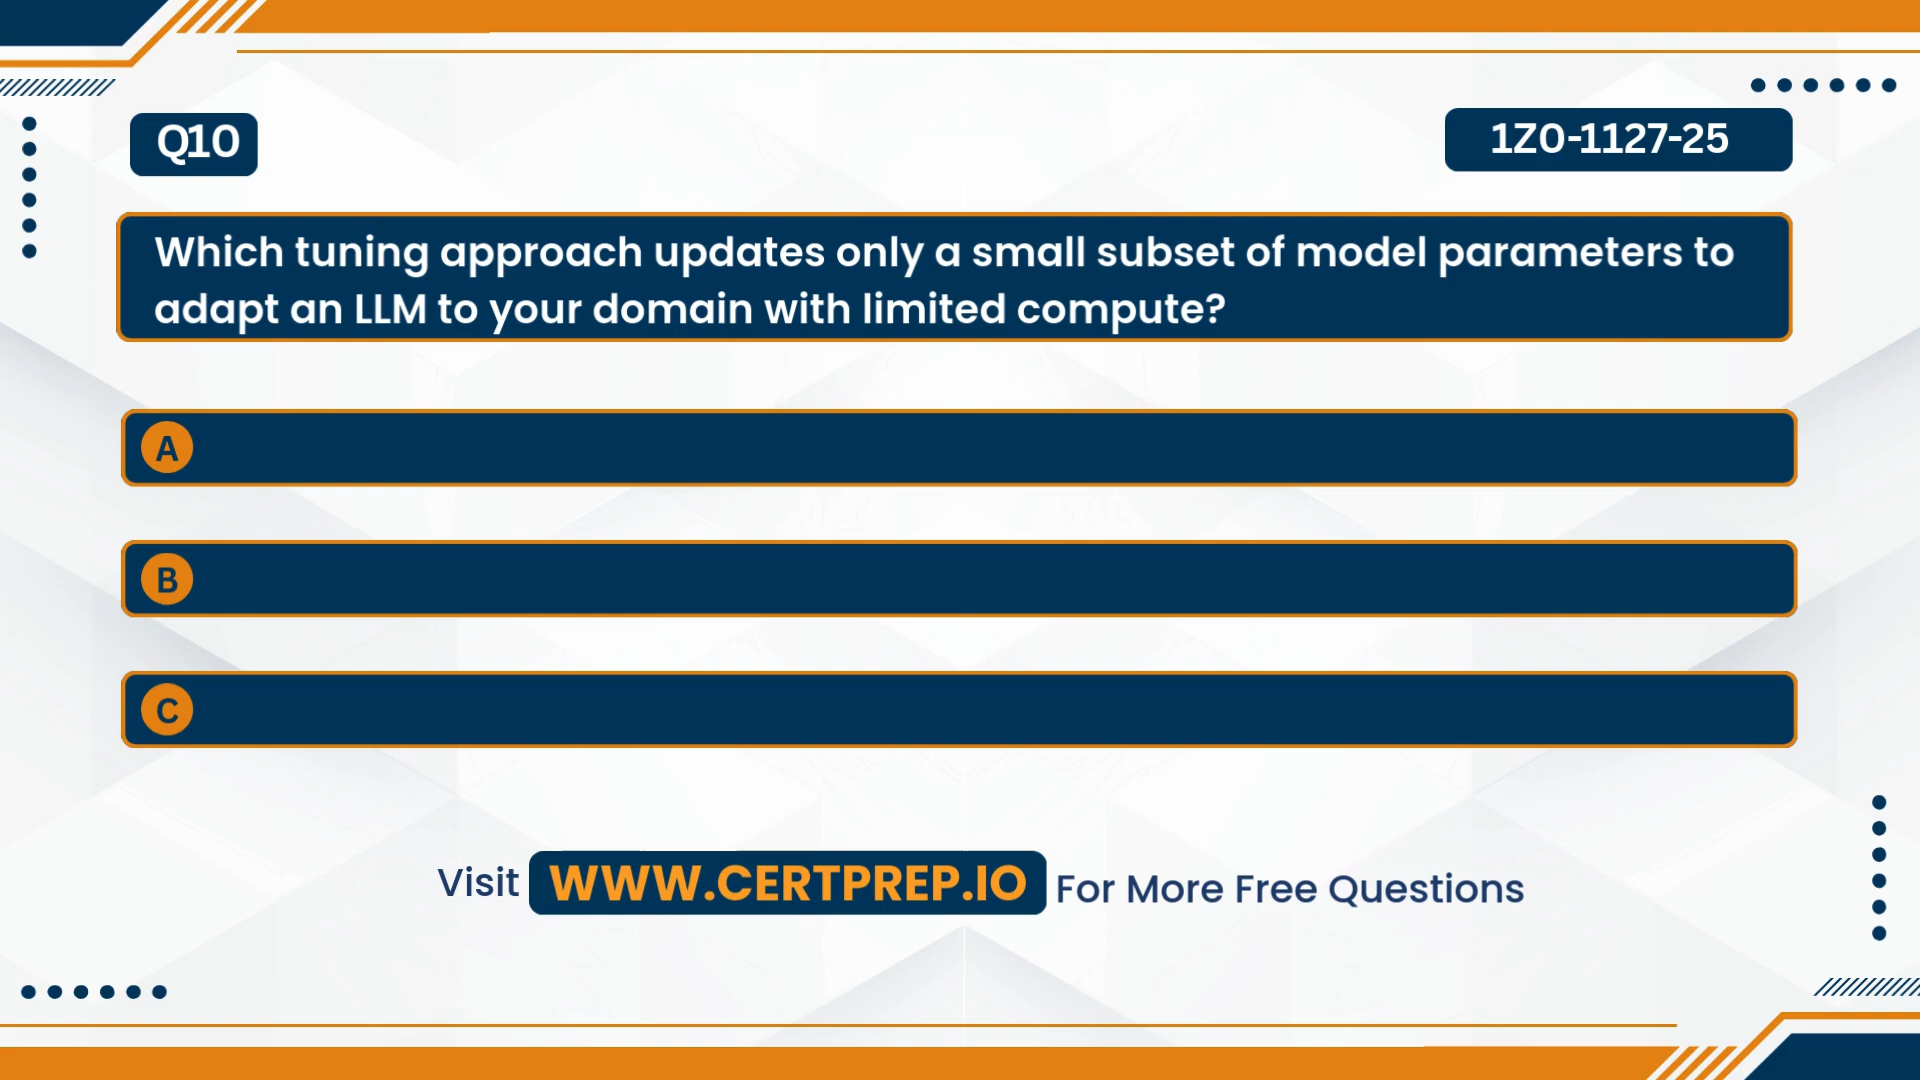 Q10
1Z0-1127-25
Which tuning approach updates only a small subset of model parameters to
adapt an LLM to your domain with limited compute?
A
B
C
Visit WWW.CERTPREP.IO For More Free Questions